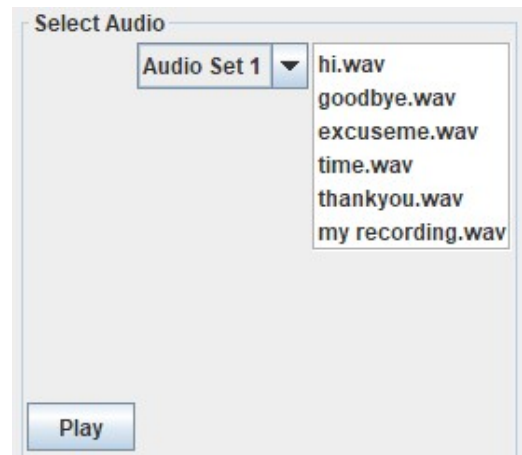 Select Audio
Audio Set 1
hi.wav
goodbye.wav
excuseme.wav
time.wav
thankyou.wav
my recording.wav
Play